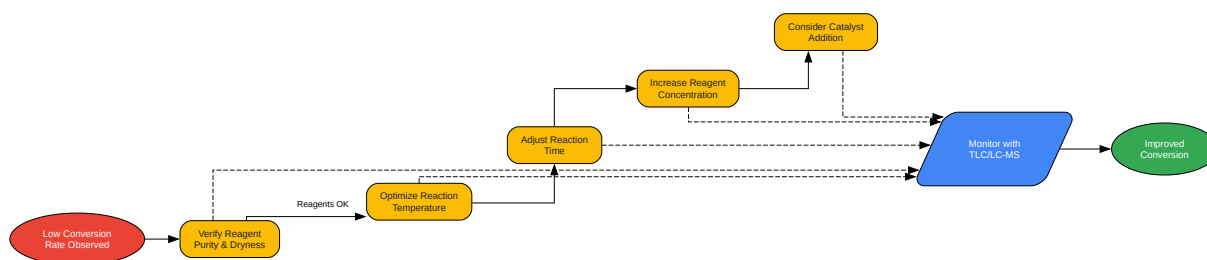 Low Conversion
Rate Observed
Verify Reagent
Purity & Dryness
Reagents OK
Optimize Reaction
Temperature
Adjust Reaction
Time
Increase Reagent
Concentration
Consider Catalyst
Addition
Monitor with
TLC/LC-MS
Improved
Conversion